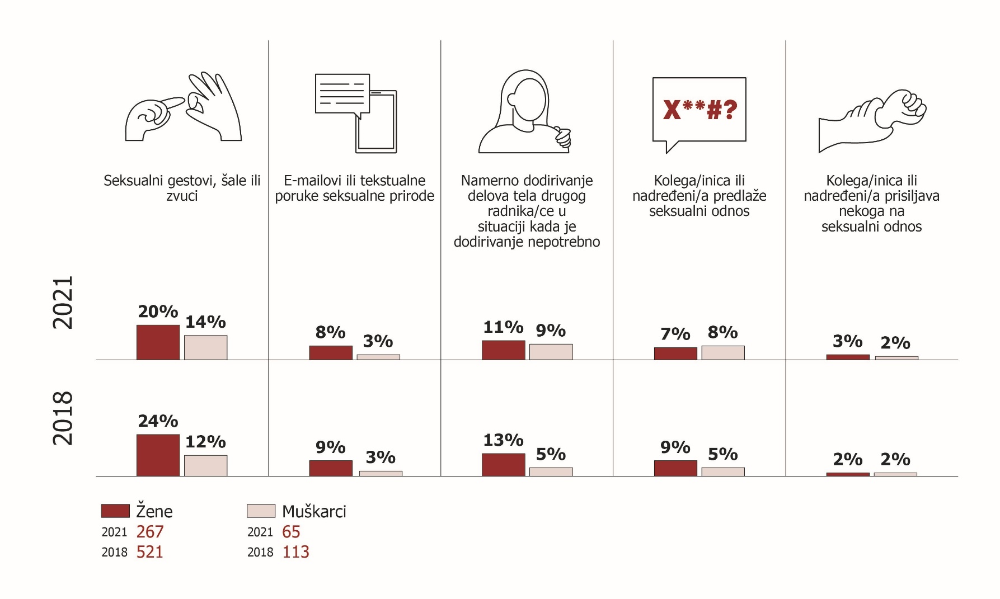 X**#?
Seksualni gestovi, šale ili
zvuci
E-mailovi ili tekstualne
poruke seksualne prirode
Namerno dodirivanje
delova tela drugog
radnika/ce u
situaciji kada je
dodirivanje nepotrebno
Kolega/inica ili
nadređeni/a predlaže
seksualni odnos
Kolega/inica ili
nadređeni/a prisiljava
nekoga na
seksualni odnos
2021
20% 14%
8% 3%
11% 9%
7% 8%
3% 2%
2018
24% 12%
9% 3%
13% 5%
9% 5%
2% 2%
Žene
2021 267
2018 521
Muškarci
2021 65
2018 113